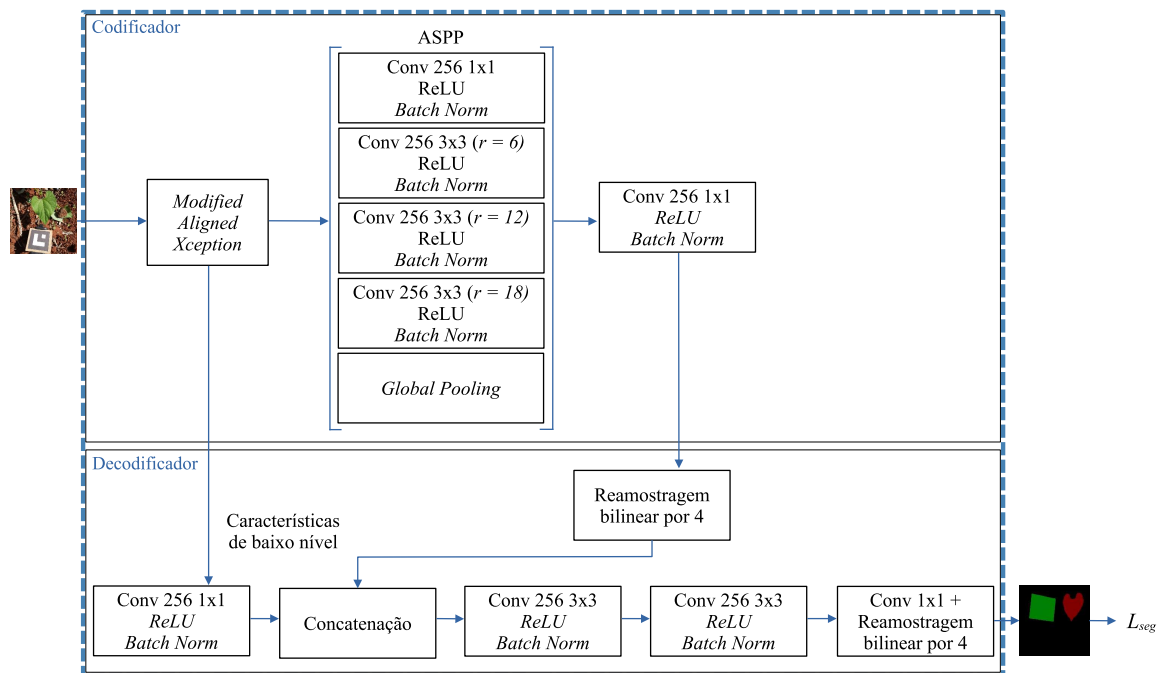 Codificador
ASPP
Conv 256 1x1
ReLU
Batch Norm
Conv 256 3x3 (r = 6)
ReLU
Batch Norm
Conv 256 3x3 (r = 12)
ReLU
Batch Norm
Conv 256 3x3 (r = 18)
ReLU
Batch Norm
Global Pooling
Modified
Aligned
Xception
Conv 256 1x1
ReLU
Batch Norm
Decodificador
Reamostragem
bilinear por 4
Características
de baixo nível
Conv 256 1x1
ReLU
Batch Norm
Concatenação
Conv 256 3x3
ReLU
Batch Norm
Conv 256 3x3
ReLU
Batch Norm
Conv 1x1 +
Reamostragem
bilinear por 4
Lseg